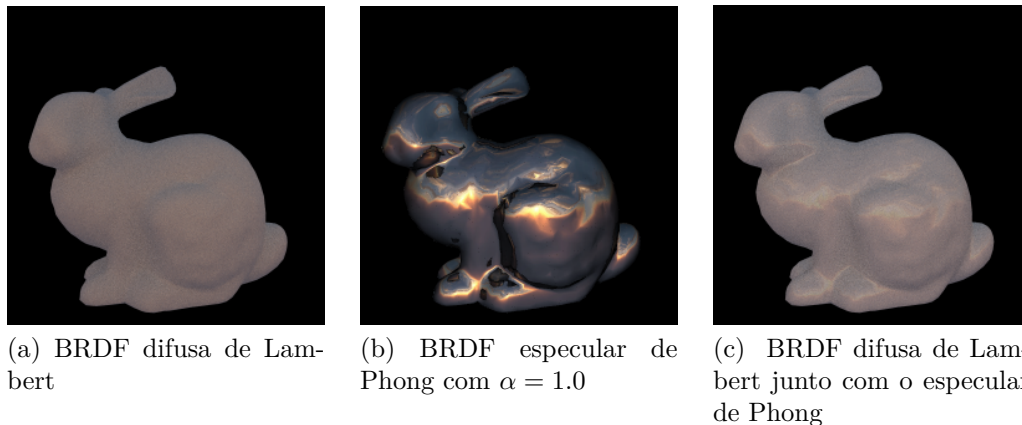 (a) BRDF difusa de Lam-
bert
(b) BRDF especular de
Phong com α = 1.0
(c) BRDF difusa de Lam-
bert junto com o especular
de Phong